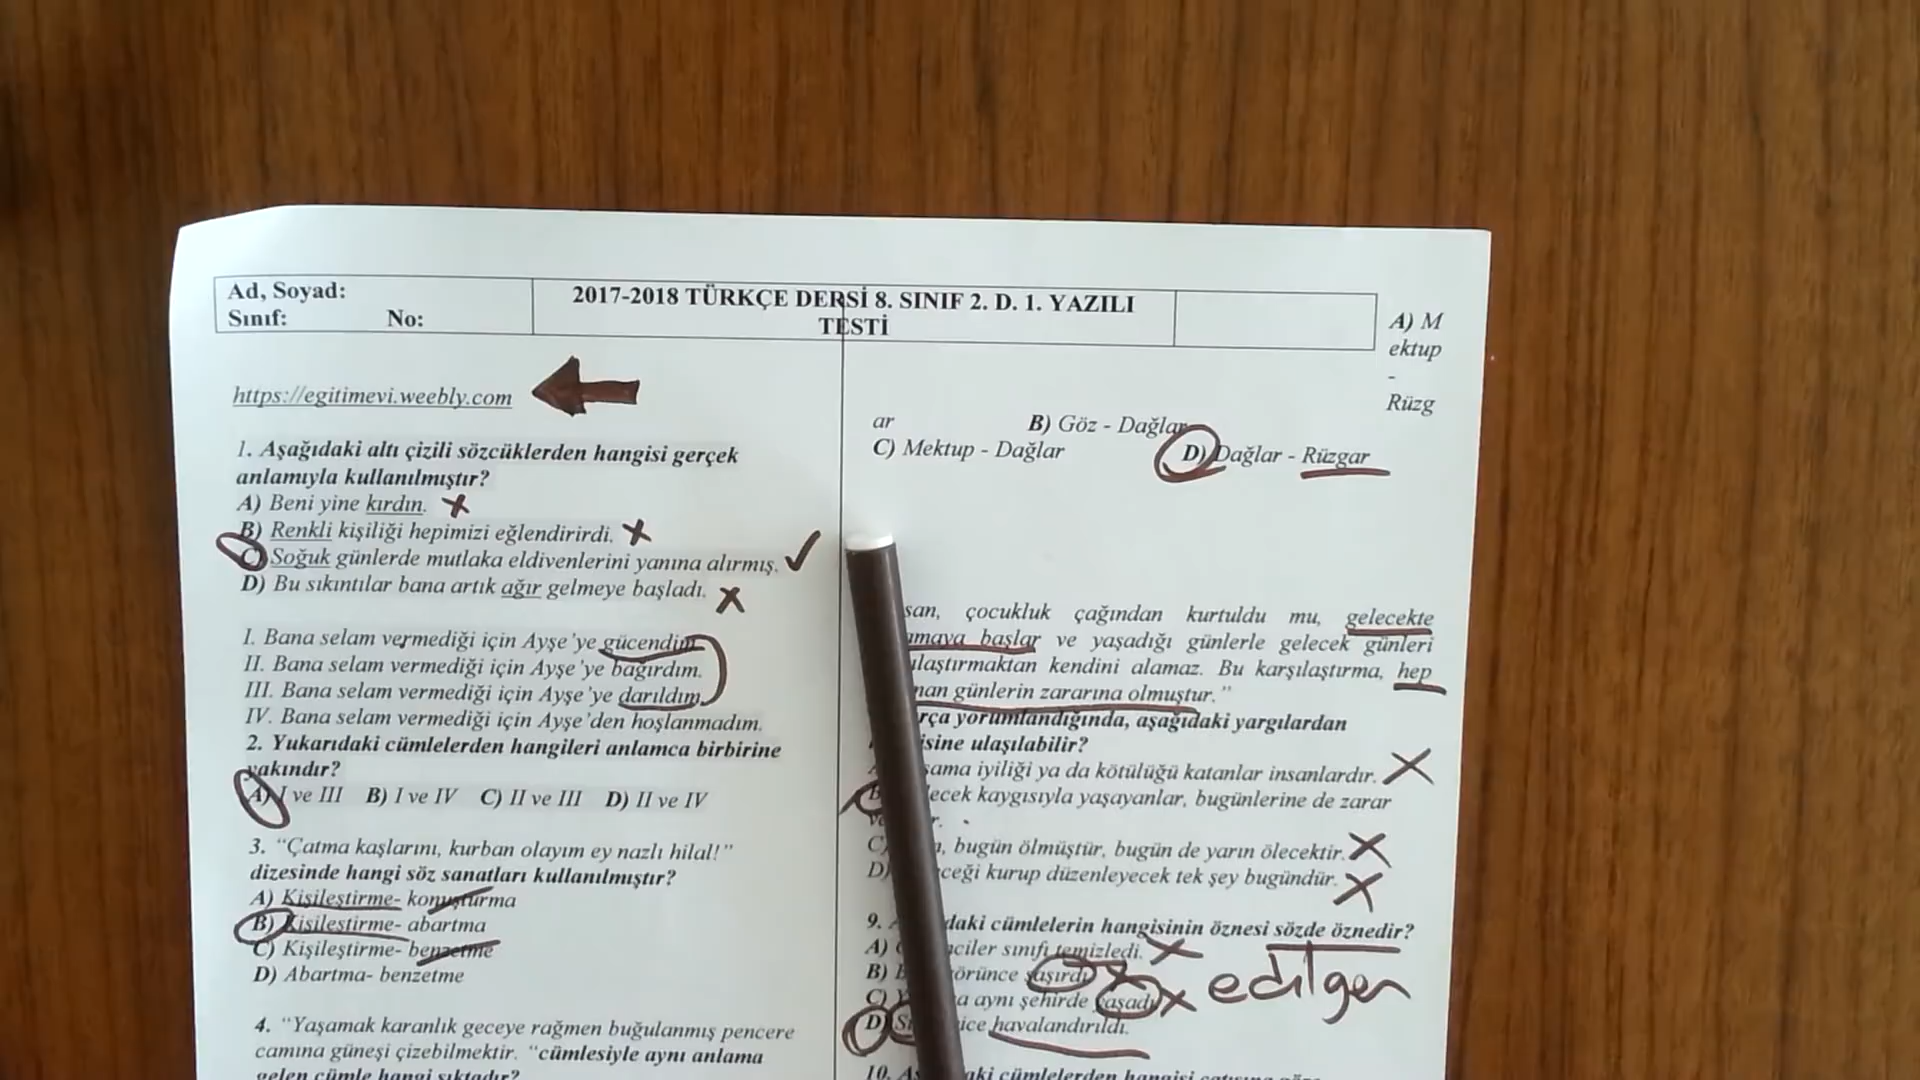 Ad, Soyad:
Sınıf: No:
2017-2018 TÜRKÇE DERSİ 8. SINIF 2. D. 1. YAZILI
TESTİ
https://egitimevi.weebly.com
1. Aşağıdaki altı çizili sözcüklerden hangisi gerçek
anlamıyla kullanılmıştır?
A) Beni yine kırdın.
B) Renkli kişiliği hepimizi eğlendirirdi.
C) Soğuk günlerde mutlaka eldivenlerini yanına alırmış.
D) Bu sıkıntılar bana artık ağır gelmeye başladı.
I. Bana selam vermediği için Ayşe'ye gücendim.
II. Bana selam vermediği için Ayşe'ye bağırdım.
III. Bana selam vermediği için Ayşe'ye darıldım.
IV. Bana selam vermediği için Ayşe'den hoşlanmadım.
2. Yukarıdaki cümlelerden hangileri anlamca birbirine
yakındır?
A) I ve III B) I ve IV C) II ve III D) II ve IV
3. “Çatma kaşlarını, kurban olayım ey nazlı hilal!”
dizesinde hangi söz sanatları kullanılmıştır?
A) Kişileştirme- konuşturma
B) Kişileştirme- abartma
C) Kişileştirme- benzetme
D) Abartma- benzetme
4. “Yaşamak karanlık geceye rağmen buğulanmış pencere
camına güneşi çizebilmektir. “cümlesiyle aynı anlama
gelen cümle hangi şıktadır?
A) M
ektup
-
Rüzg
ar B) Göz - Dağlar
C) Mektup - Dağlar D) Dağlar - Rüzgar
çocukluk çağından kurtuldu mu, gelecekte
başlar ve yaşadığı günlerle gelecek günleri
kendini alamaz. Bu karşılaştırma, hep
günlerin zararına olmuştur.”
yorumlandığında, aşağıdaki yargılardan
ulaşılabilir?
iyiliği ya da kötülüğü katanlar insanlardır.
kaygısıyla yaşayanlar, bugünlerine de zarar
C) bugün ölmüştür, bugün de yarın ölecektir.
D) kurup düzenleyecek tek şey bugündür.
9. cümlelerin hangisinin öznesi sözde öznedir?
A) sınıfı temizledi.
B) şaşırdı
C) aynı şehirde yaşadı
edilgen
D) havalandırıldı.
10. cümlelerden hangisi